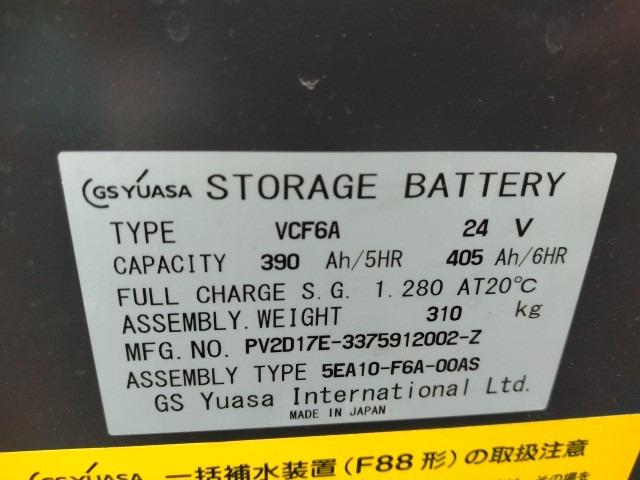 GS YUASA STORAGE BATTERY
TYPE VCF6A 24 V
CAPACITY 390 Ah/5HR 405 Ah/6HR
FULL CHARGE S.G. 1.280 AT20℃
ASSEMBLY.WEIGHT 310 kg
MFG.NO. PV2D17E-3375912002-Z
ASSEMBLY TYPE 5EA10-F6A-00AS
GS Yuasa International Ltd.
MADE IN JAPAN
GS YUASA 一括補水装置(F88形)の取扱注意